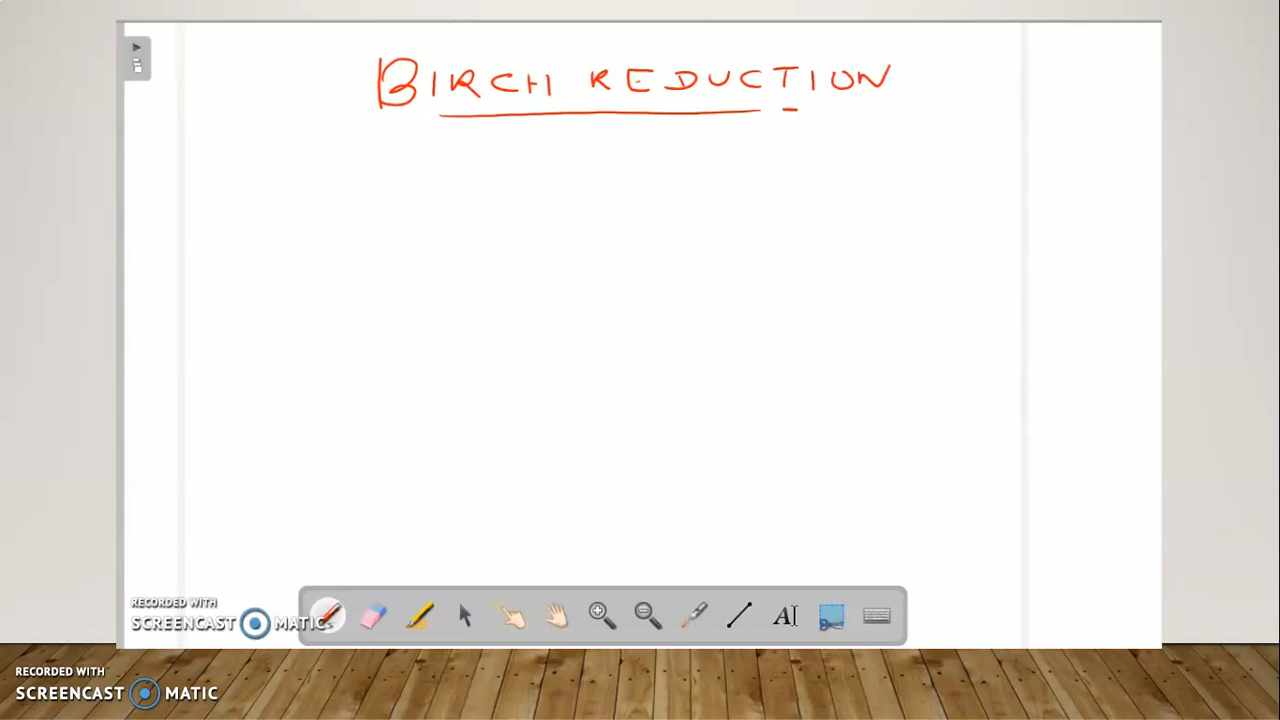 BIRCH REDUCTION
RECORDED WITH
SCREENCAST MATIC
A
RECORDED WITH
SCREENCAST MATIC